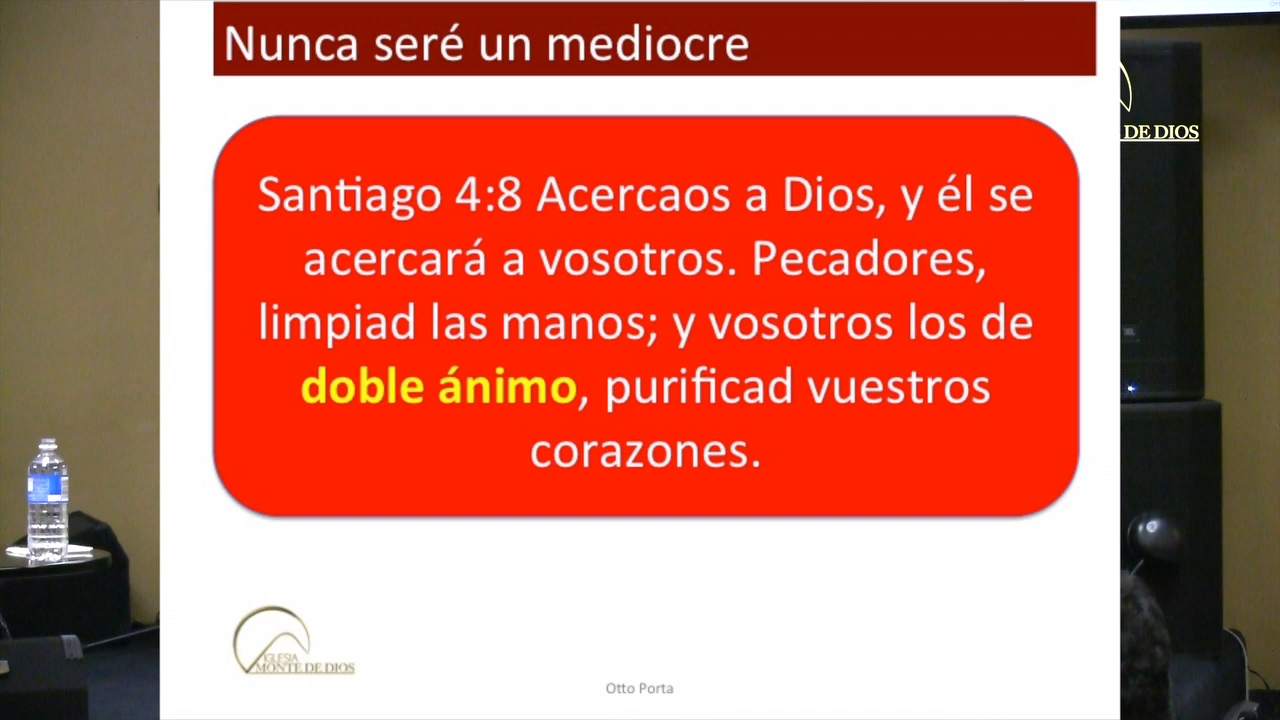 Nunca seré un mediocre
DE DIOS
Santiago 4:8 Acercaos a Dios, y él se
acercará a vosotros. Pecadores,
limpiad las manos; y vosotros los de
doble ánimo, purificad vuestros
corazones.
JBL
IGLESIA
MONTE DE DIOS
Otto Porta